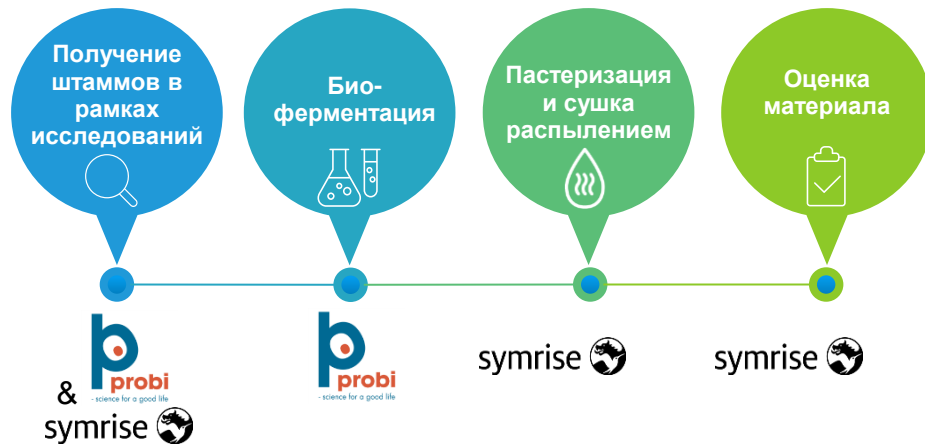 Получение
штаммов в
рамках
исследований
Био-
ферментация
Пастеризация
и сушка
распылением
Оценка
материала
probi
- science for a good life
& symrise
probi
- science for a good life
symrise
symrise